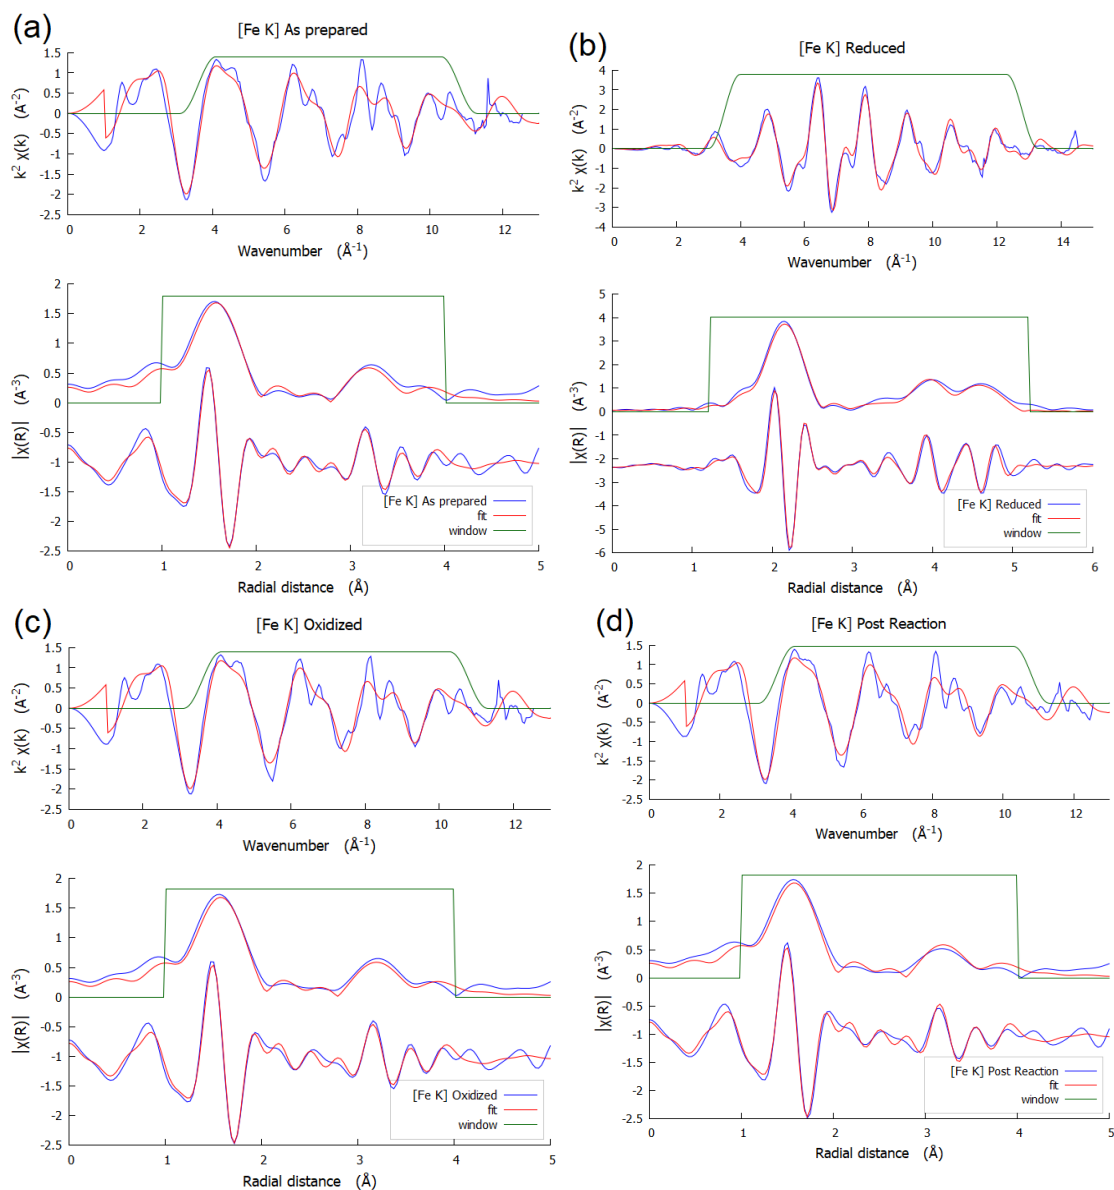 (a)
[Fe K] As prepared
k² χ(k) (A⁻²)
1.5
1
0.5
0
-0.5
-1
-1.5
-2
-2.5
0 2 4 6 8 10 12
Wavenumber (Å⁻¹)
|χ(R)| (A⁻³)
2
1.5
1
0.5
0
-0.5
-1
-1.5
-2
-2.5
[Fe K] As prepared
fit
window
0 1 2 3 4 5
Radial distance (Å)
(b)
[Fe K] Reduced
k² χ(k) (A⁻²)
4
3
2
1
0
-1
-2
-3
-4
0 2 4 6 8 10 12 14
Wavenumber (Å⁻¹)
|χ(R)| (A⁻³)
5
4
3
2
1
0
-1
-2
-3
-4
-5
-6
[Fe K] Reduced
fit
window
0 1 2 3 4 5 6
Radial distance (Å)
(c)
[Fe K] Oxidized
k² χ(k) (A⁻²)
1.5
1
0.5
0
-0.5
-1
-1.5
-2
-2.5
0 2 4 6 8 10 12
Wavenumber (Å⁻¹)
|χ(R)| (A⁻³)
2
1.5
1
0.5
0
-0.5
-1
-1.5
-2
-2.5
[Fe K] Oxidized
fit
window
0 1 2 3 4 5
Radial distance (Å)
(d)
[Fe K] Post Reaction
k² χ(k) (A⁻²)
1.5
1
0.5
0
-0.5
-1
-1.5
-2
-2.5
0 2 4 6 8 10 12
Wavenumber (Å⁻¹)
|χ(R)| (A⁻³)
2
1.5
1
0.5
0
-0.5
-1
-1.5
-2
-2.5
[Fe K] Post Reaction
fit
window
0 1 2 3 4 5
Radial distance (Å)